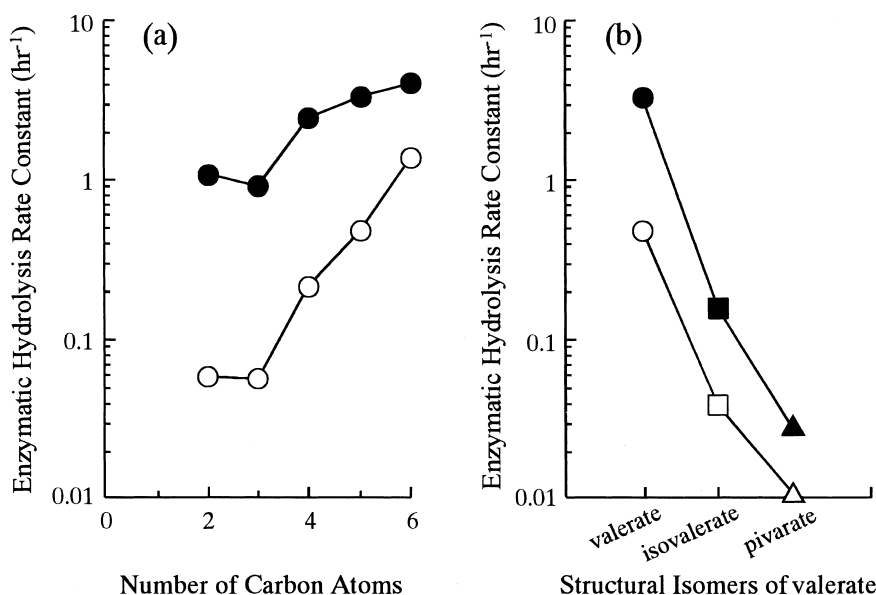 (a)
Enzymatic Hydrolysis Rate Constant (hr-1)
10
1
0.1
0.01
0
2
4
6
Number of Carbon Atoms
(b)
Enzymatic Hydrolysis Rate Constant (hr-1)
10
1
0.1
0.01
valerate
isovalerate
pivarate
Structural Isomers of valerate